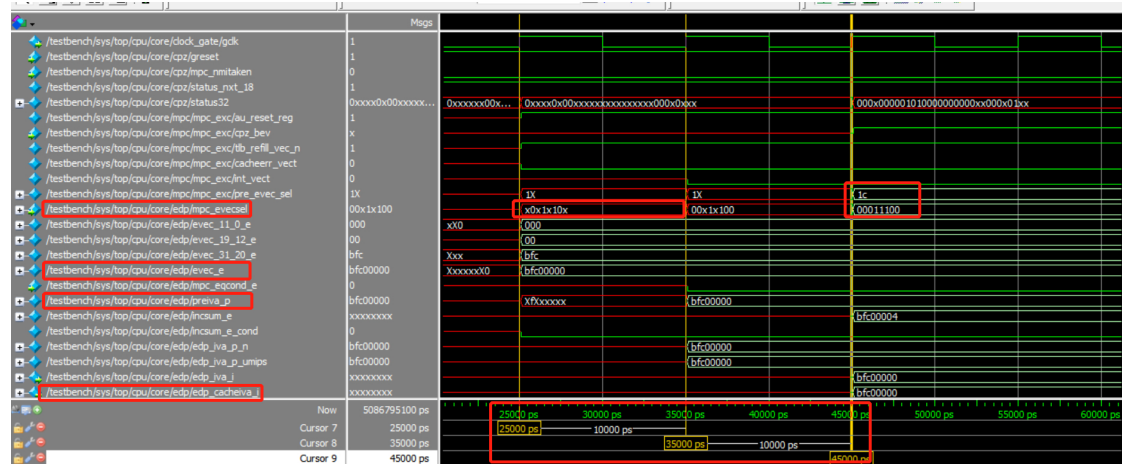 Msgs
/testbench/sys/top/cpu/core/clock_gate/gclk 1
/testbench/sys/top/cpu/core/cpz/greset 1
/testbench/sys/top/cpu/core/cpz/mpc_nmitaken 0
/testbench/sys/top/cpu/core/cpz/status_nxt_18 1
/testbench/sys/top/cpu/core/cpz/status32 0xxxx0x00xxxxx... 0xxxxxx00x... 0xxxx0x00xxxxxxxxxxxxxxx000x0xxx 000x000001010000000000xx000x01xx
/testbench/sys/top/cpu/core/mpc/mpc_exc/au_reset_reg 1
/testbench/sys/top/cpu/core/mpc/mpc_exc/cpz_bev x
/testbench/sys/top/cpu/core/mpc/mpc_exc/tlb_refill_vec_n 1
/testbench/sys/top/cpu/core/mpc/mpc_exc/cacheerr_vect 0
/testbench/sys/top/cpu/core/mpc/mpc_exc/int_vect 0
/testbench/sys/top/cpu/core/mpc/mpc_exc/pre_evec_sel 1X 1X 1X 1c
/testbench/sys/top/cpu/core/edp/mpc_evecsel 00x1x100 x0x1x10x 00x1x100 00011100
/testbench/sys/top/cpu/core/edp/evec_11_0_e 000 xX0 000
/testbench/sys/top/cpu/core/edp/evec_19_12_e 00 00
/testbench/sys/top/cpu/core/edp/evec_31_20_e bfc Xxx bfc
/testbench/sys/top/cpu/core/edp/evec_e bfc00000 XxxxxxX0 bfc00000
/testbench/sys/top/cpu/core/edp/mpc_eqcond_e 0
/testbench/sys/top/cpu/core/edp/preiva_p bfc00000 XfXxxxxx bfc00000
/testbench/sys/top/cpu/core/edp/incsum_e xxxxxxxx bfc00004
/testbench/sys/top/cpu/core/edp/incsum_e_cond 0
/testbench/sys/top/cpu/core/edp/edp_iva_p_n bfc00000 bfc00000
/testbench/sys/top/cpu/core/edp/edp_iva_p_umips bfc00000 bfc00000
/testbench/sys/top/cpu/core/edp/edp_iva_i xxxxxxxx bfc00000
/testbench/sys/top/cpu/core/edp/edp_cacheiva_i xxxxxxxx bfc00000
Now 5086795100 ps 25000 ps 30000 ps 35000 ps 40000 ps 45000 ps 50000 ps 55000 ps 60000 ps
Cursor 7 25000 ps 25000 ps 10000 ps
Cursor 8 35000 ps 35000 ps 10000 ps
Cursor 9 45000 ps 45000 ps